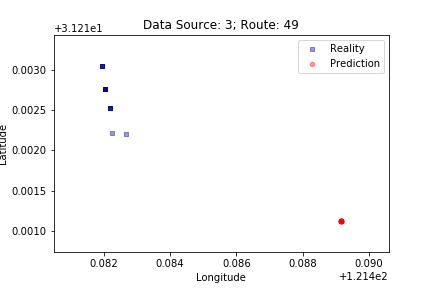 Data Source: 3; Route: 49
+3.121e1
Reality
Prediction
0.0030
0.0025
0.0020
0.0015
0.0010
Latitude
0.082 0.084 0.086 0.088 0.090
+1.214e2
Longitude